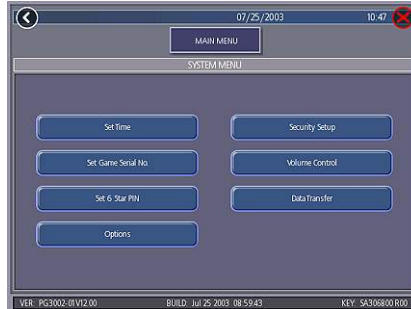 07/25/2003 10:47
MAIN MENU
SYSTEM MENU
Set Time Security Setup
Set Game Serial No. Volume Control
Set 6 Star PIN Data Transfer
Options
VER: PG3002-01V12.00 BUILD: Jul 25 2003 08:59:43 KEY: SA306800R00